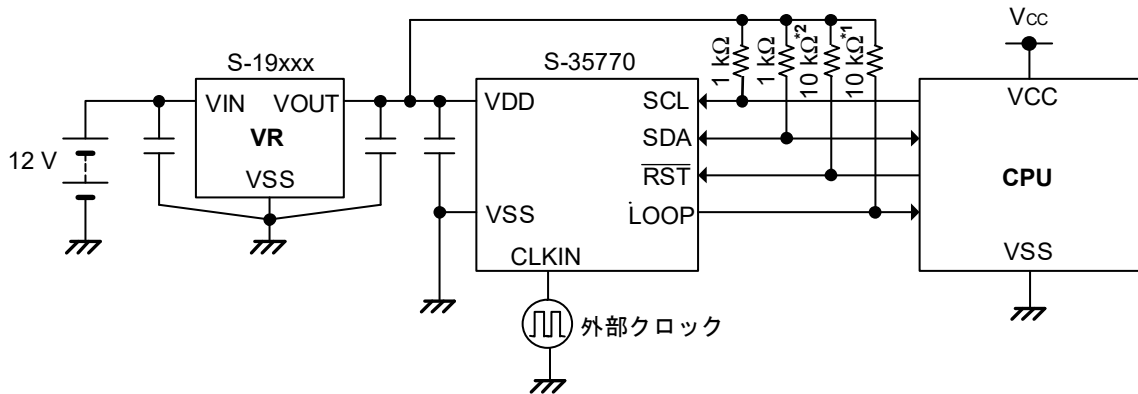 VCC
1 kΩ
1 kΩ
10 kΩ*2
10 kΩ*1
S-19xxx
S-35770
VIN
VOUT
VR
VSS
12 V
VDD
VSS
CLKIN
SCL
SDA
RST
LOOP
VCC
CPU
VSS
外部クロック